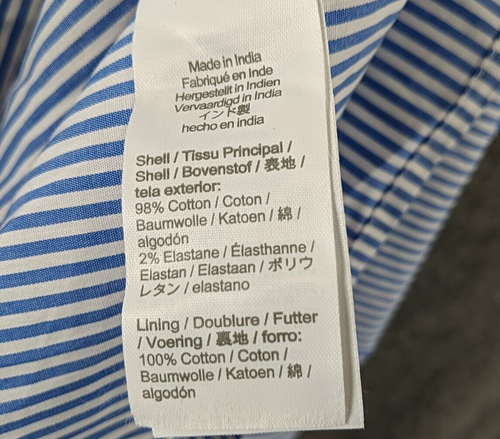 Made in India
Fabriqué en Inde
Hergestellt in Indien
Vervaardigd in India
インド製
hecho en india
Shell / Tissu Principal /
Shell / Bovenstof / 表地 /
tela exterior:
98% Cotton / Coton /
Baumwolle / Katoen / 綿 /
algodón
2% Elastane / Élasthanne /
Elastan / Elastaan / ポリウ
レタン / elastano
Lining / Doublure / Futter
/ Voering / 裏地 / forro:
100% Cotton / Coton /
Baumwolle / Katoen / 綿 /
algodón